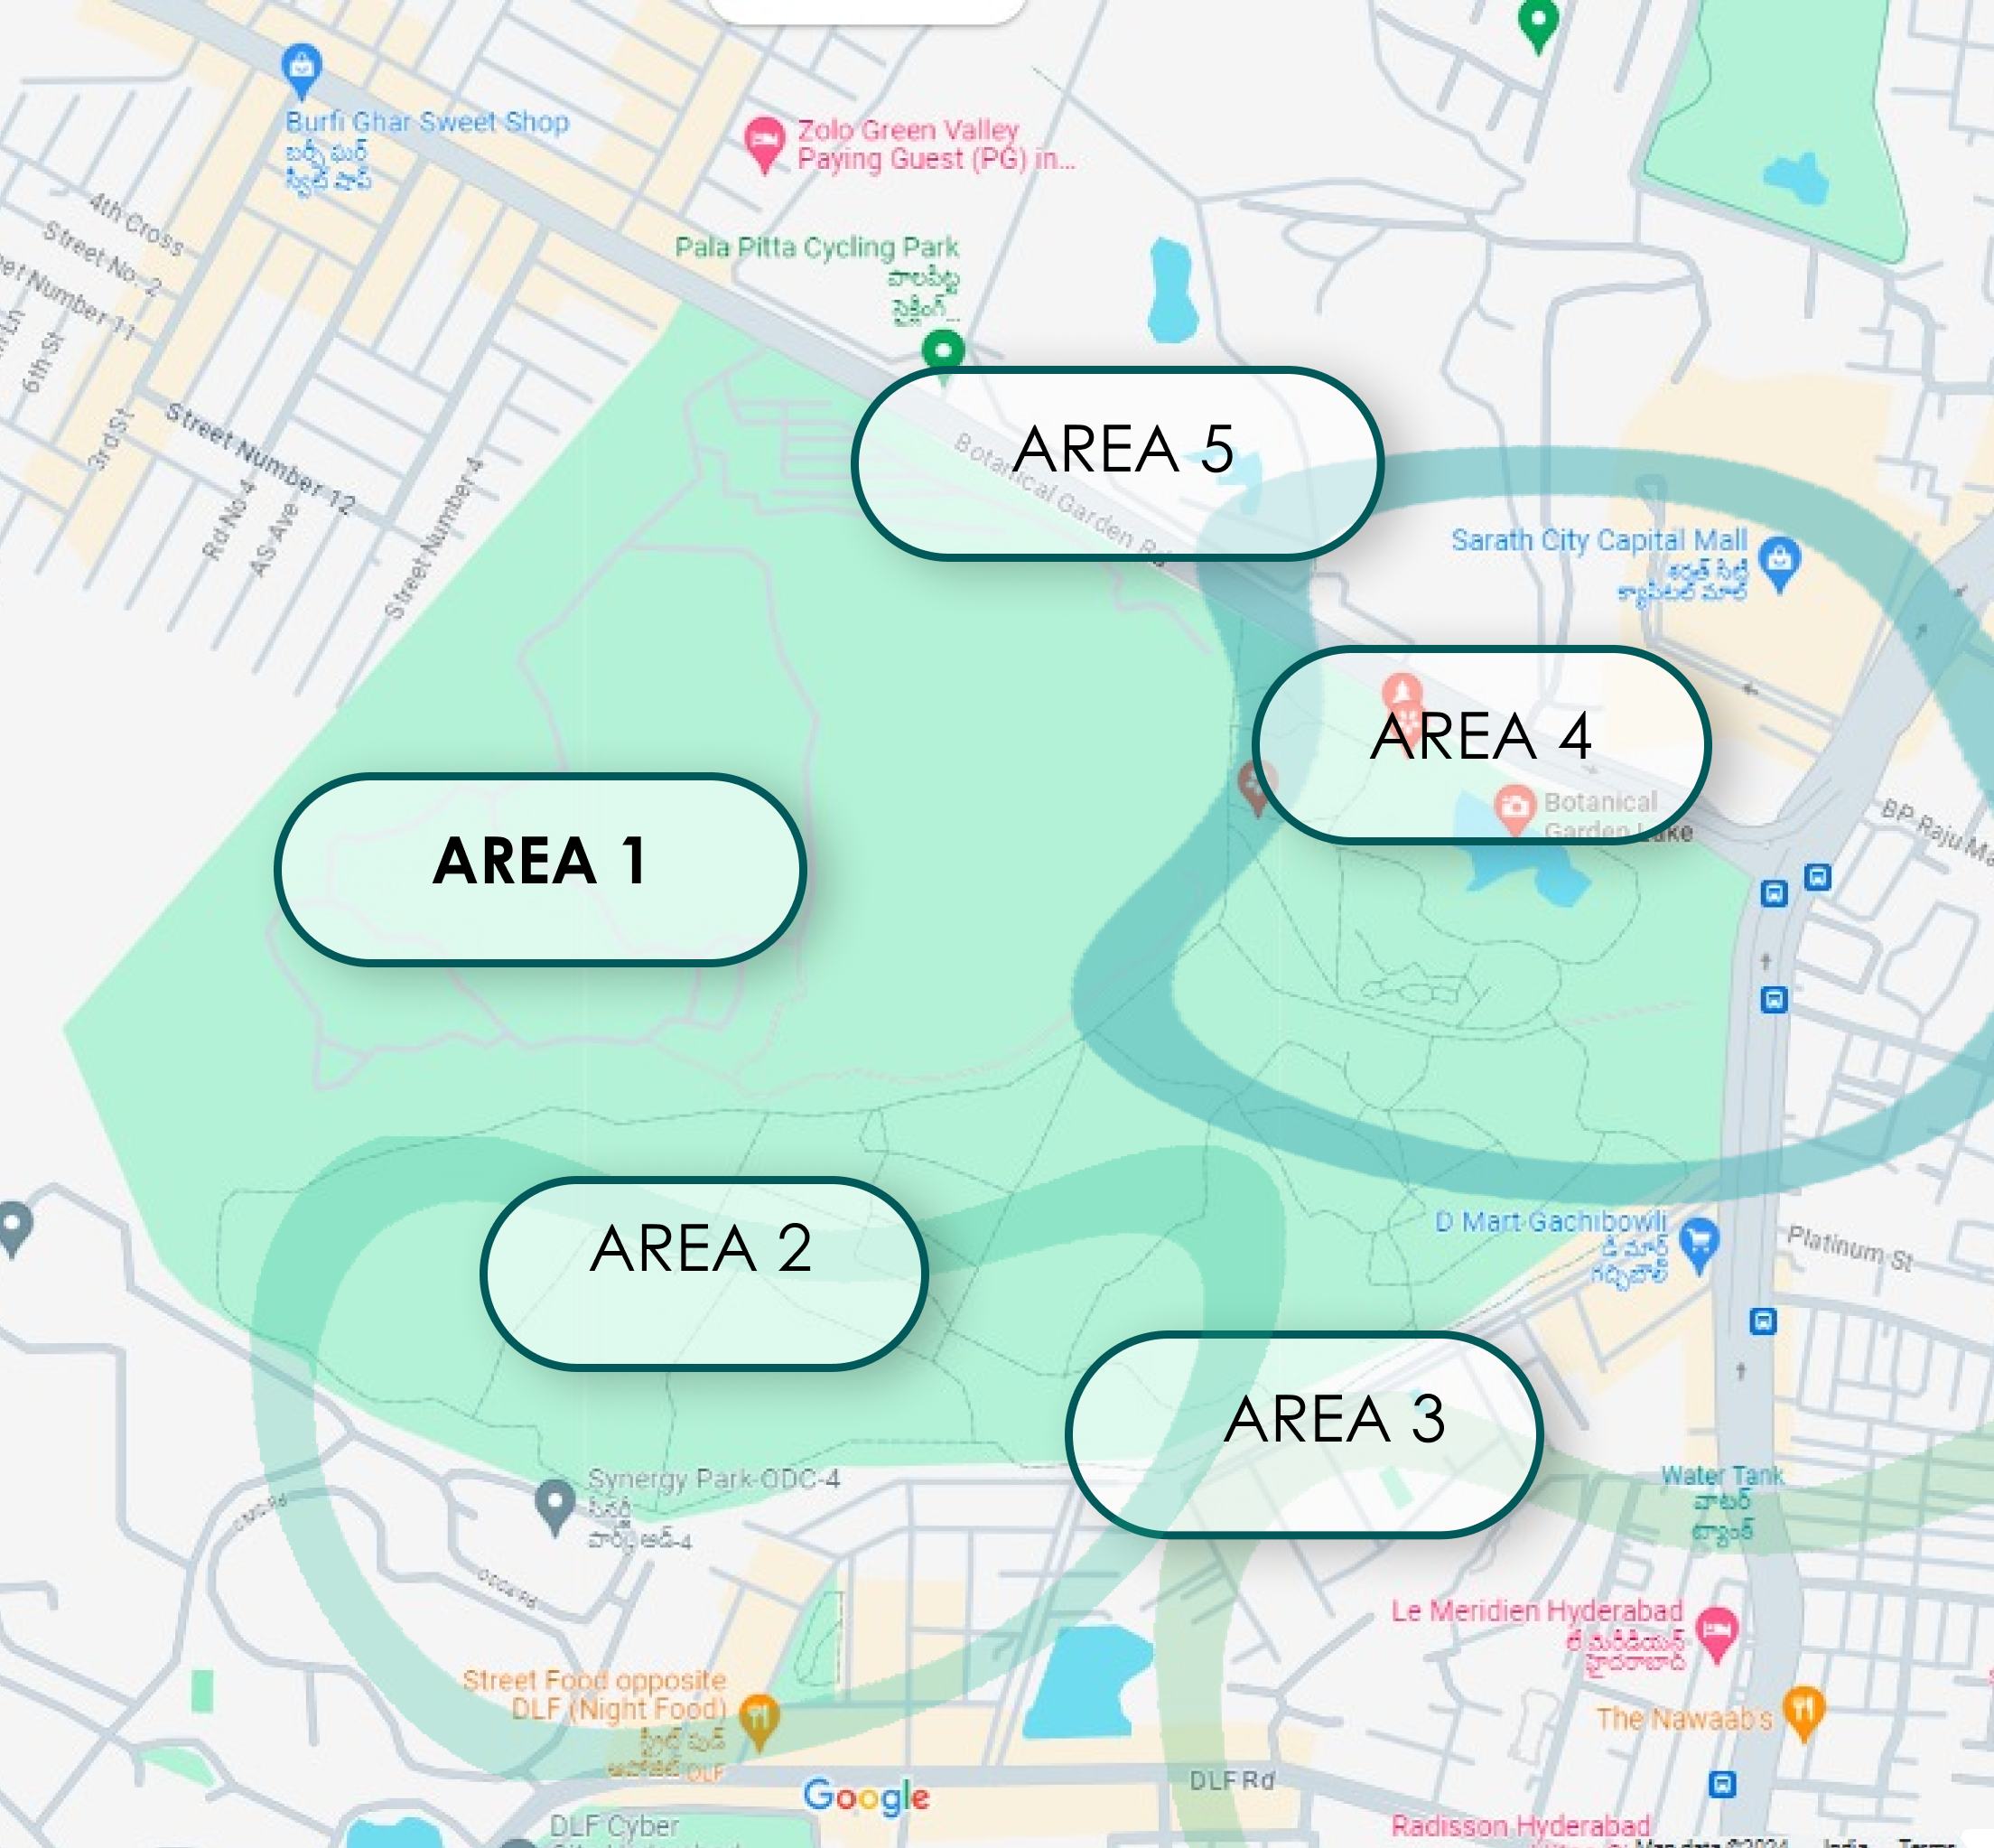 Burfi Ghar Sweet Shop
బర్ఫీ ఘర్
స్వీట్ షాప్
Zolo Green Valley
Paying Guest (PG) in...
4th Cross
Street No. 2
Number 11
6th St
3rd St
Street Number 12
Rd No 4
AS Ave
Street Number 4
Pala Pitta Cycling Park
పాలపిట్ట
సైక్లింగ్...
AREA 5
Botanical Garden Rd
Sarath City Capital Mall
శరత్ సిటీ
క్యాపిటల్ మాల్
AREA 4
Botanical
Garden Lake
BP Raju Ma
AREA 1
AREA 2
D Mart Gachibowli
డి మార్ట్
గచ్చిబౌలి
Platinum St
AREA 3
Synergy Park ODC-4
సినర్జీ
Water Tank
వాటర్
ట్యాంక్
Le Meridien Hyderabad
లే మెరిడియన్
హైదరాబాద్
Street Food opposite
DLF (Night Food)
స్ట్రీట్ ఫుడ్
The Nawaab's
Google
DLF Rd
DLF Cyber
Radisson Hyderabad
Map data ©2024
India
Terms